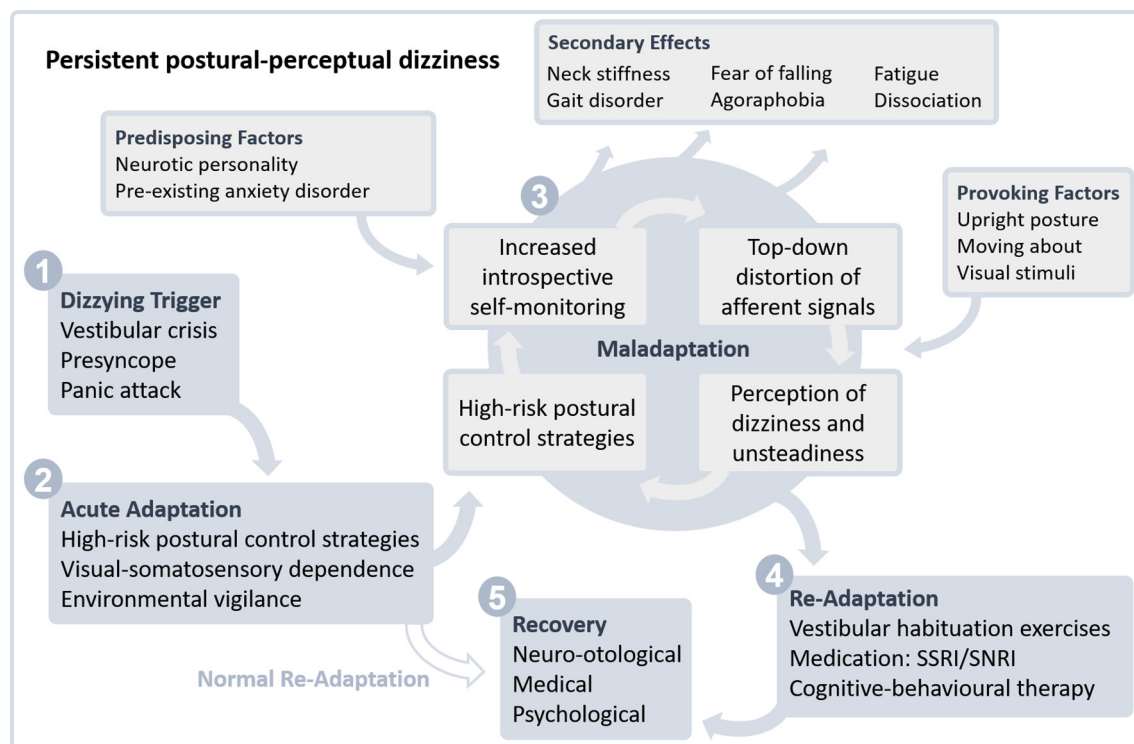 Persistent postural-perceptual dizziness
Secondary Effects
Neck stiffness
Gait disorder
Fear of falling
Agoraphobia
Fatigue
Dissociation
Predisposing Factors
Neurotic personality
Pre-existing anxiety disorder
Provoking Factors
Upright posture
Moving about
Visual stimuli
1
Dizzying Trigger
Vestibular crisis
Presyncope
Panic attack
2
Acute Adaptation
High-risk postural control strategies
Visual-somatosensory dependence
Environmental vigilance
Normal Re-Adaptation
3
Increased
introspective
self-monitoring
Top-down
distortion of
afferent signals
Maladaptation
High-risk postural
control strategies
Perception of
dizziness and
unsteadiness
4
Re-Adaptation
Vestibular habituation exercises
Medication: SSRI/SNRI
Cognitive-behavioural therapy
5
Recovery
Neuro-otological
Medical
Psychological